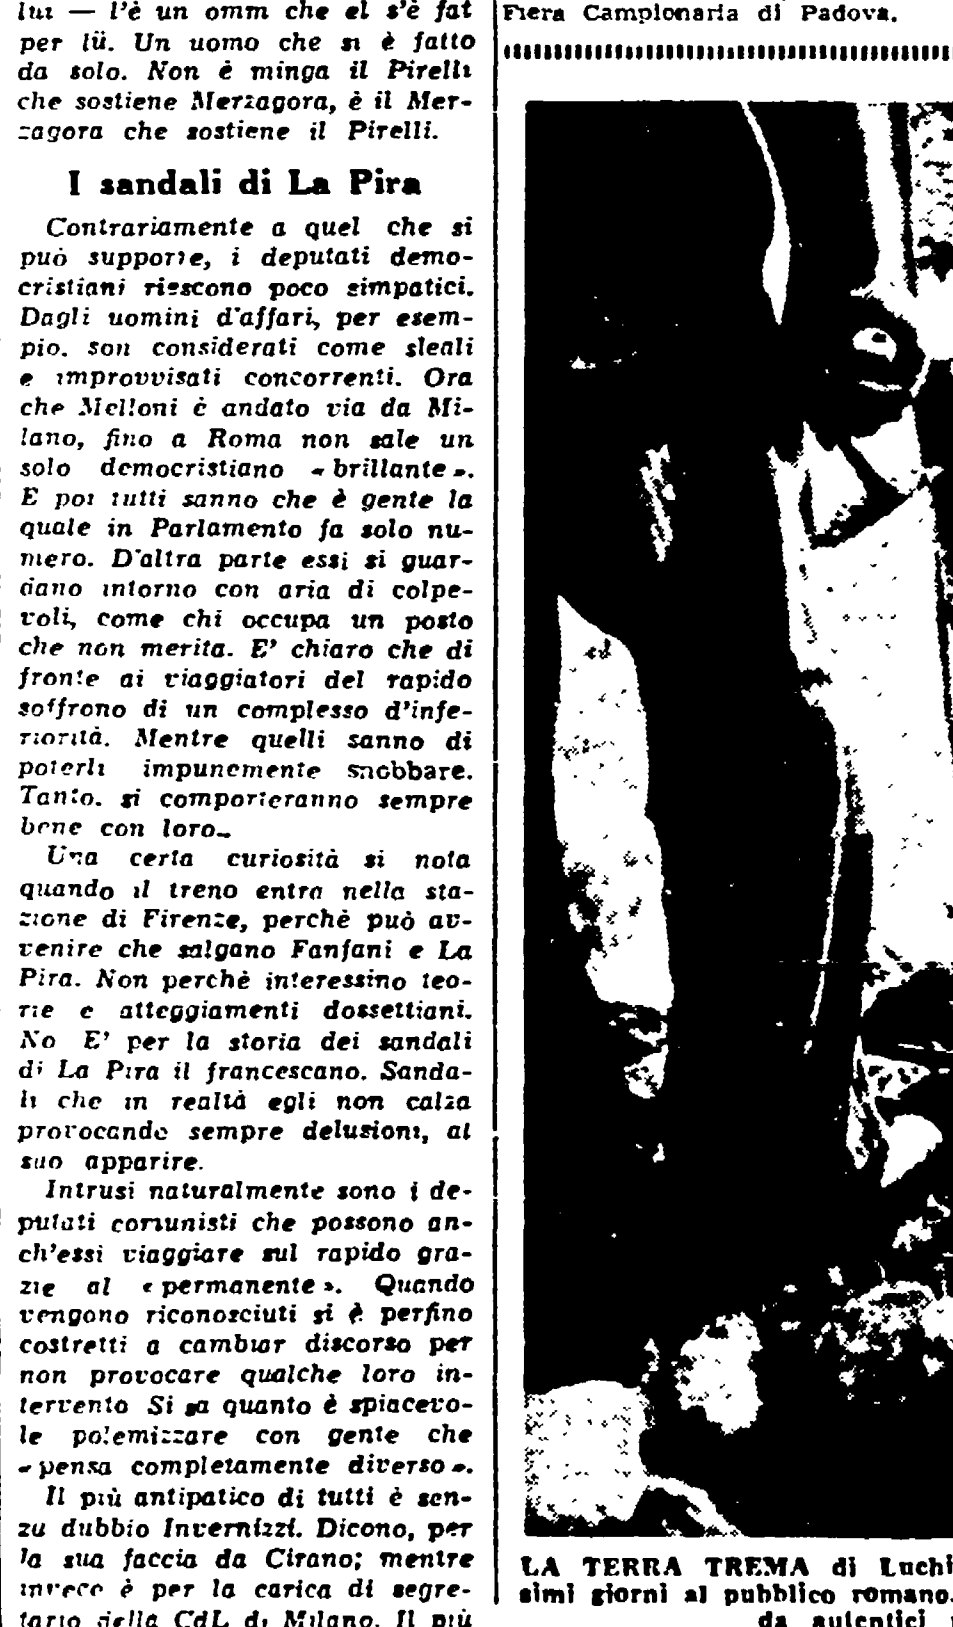 lui — l'è un omm che el s'è fat
per lü. Un uomo che si è fatto
da solo. Non è minga il Pirelli
che sostiene Merzagora, è il Mer-
zagora che sostiene il Pirelli.
I sandali di La Pira
Contrariamente a quel che si
può supporre, i deputati demo-
cristiani riescono poco simpatici.
Dagli uomini d'affari, per esem-
pio. son considerati come sleali
e improvvisati concorrenti. Ora
che Melloni è andato via da Mi-
lano, fino a Roma non sale un
solo democristiano « brillante ».
E poi tutti sanno che è gente la
quale in Parlamento fa solo nu-
mero. D'altra parte essi si guar-
dano intorno con aria di colpe-
voli, come chi occupa un posto
che non merita. E' chiaro che di
fronte ai viaggiatori del rapido
soffrono di un complesso d'infe-
riorità. Mentre quelli sanno di
poterli impunemente snobbare.
Tanto. si comporteranno sempre
bene con loro...
Una certa curiosità si nota
quando il treno entra nella sta-
zione di Firenze, perchè può av-
venire che salgano Fanfani e La
Pira. Non perchè interessino teo-
rie e atteggiamenti dossettiani.
No E' per la storia dei sandali
di La Pira il francescano. Sanda-
li che in realtà egli non calza
provocando sempre delusioni, al
suo apparire.
Intrusi naturalmente sono i de-
putati comunisti che possono an-
ch'essi viaggiare sul rapido gra-
zie al « permanente ». Quando
vengono riconosciuti si è perfino
costretti a cambiar discorso per
non provocare qualche loro in-
tervento Si sa quanto è spiacevo-
le polemizzare con gente che
« pensa completamente diverso ».
Il più antipatico di tutti è sen-
za dubbio Invernizzi. Dicono, per
la sua faccia da Cirano; mentre
invece è per la carica di segre-
tario della CdL di Milano. Il più
Fiera Campionaria di Padova.
LA TERRA TREMA di Luchi
simi giorni al pubblico romano.
da autentici